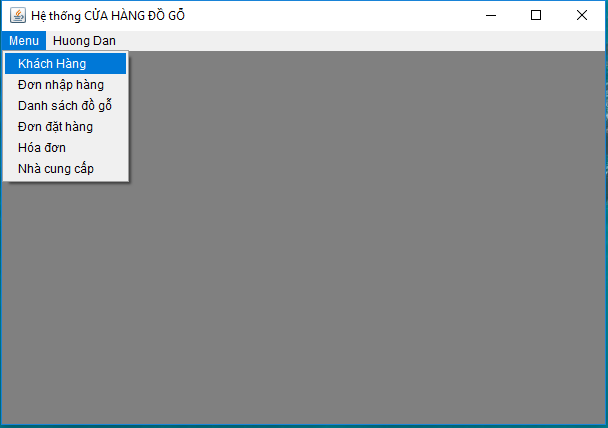 Hệ thống CỬA HÀNG ĐỒ GỖ
Menu Huong Dan
Khách Hàng
Đơn nhập hàng
Danh sách đồ gỗ
Đơn đặt hàng
Hóa đơn
Nhà cung cấp